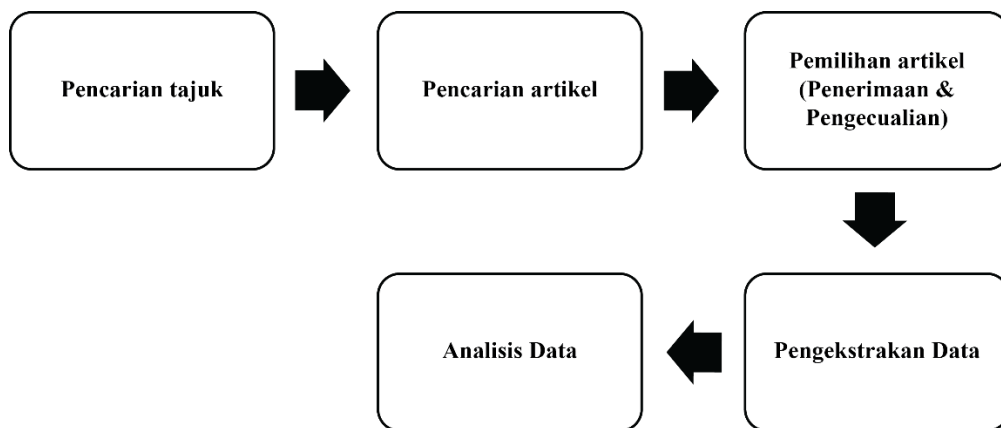 Pencarian tajuk
Pencarian artikel
Pemilihan artikel
(Penerimaan &
Pengecualian)
Pengekstrakan Data
Analisis Data